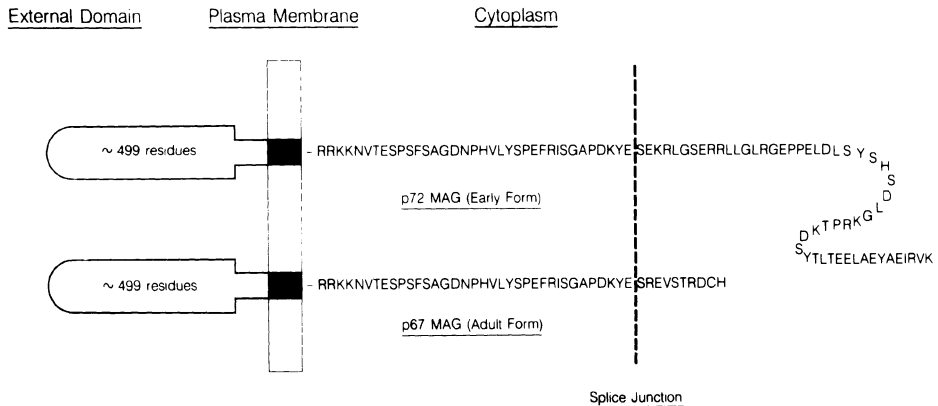 External Domain
Plasma Membrane
Cytoplasm
~ 499 residues
- RRKKNVTESPSFSAGDNPHVLYSPEFRISGAPDKYESEKRLGSERRLLGLRGEPPELDLSYSHSDLGKRPTKDSYTLTEELAEYAEIRVK
p72 MAG (Early Form)
~ 499 residues
- RRKKNVTESPSFSAGDNPHVLYSPEFRISGAPDKYESREVSTRDCH
p67 MAG (Adult Form)
Splice Junction